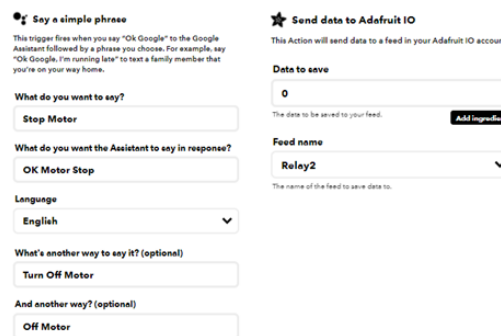 Say a simple phrase
This trigger fires when you say "Ok Google" to the Google
Assistant followed by a phrase you choose. For example, say
"Ok Google, I'm running late" to text a family member that
you're on your way home.
What do you want to say?
Stop Motor
What do you want the Assistant to say in response?
OK Motor Stop
Language
English
What's another way to say it? (optional)
Turn Off Motor
And another way? (optional)
Off Motor
Send data to Adafruit IO
This Action will send data to a feed in your Adafruit IO accour
Data to save
0
The data to be saved to your feed.
Add ingredie
Feed name
Relay2
The name of the feed to save data to.